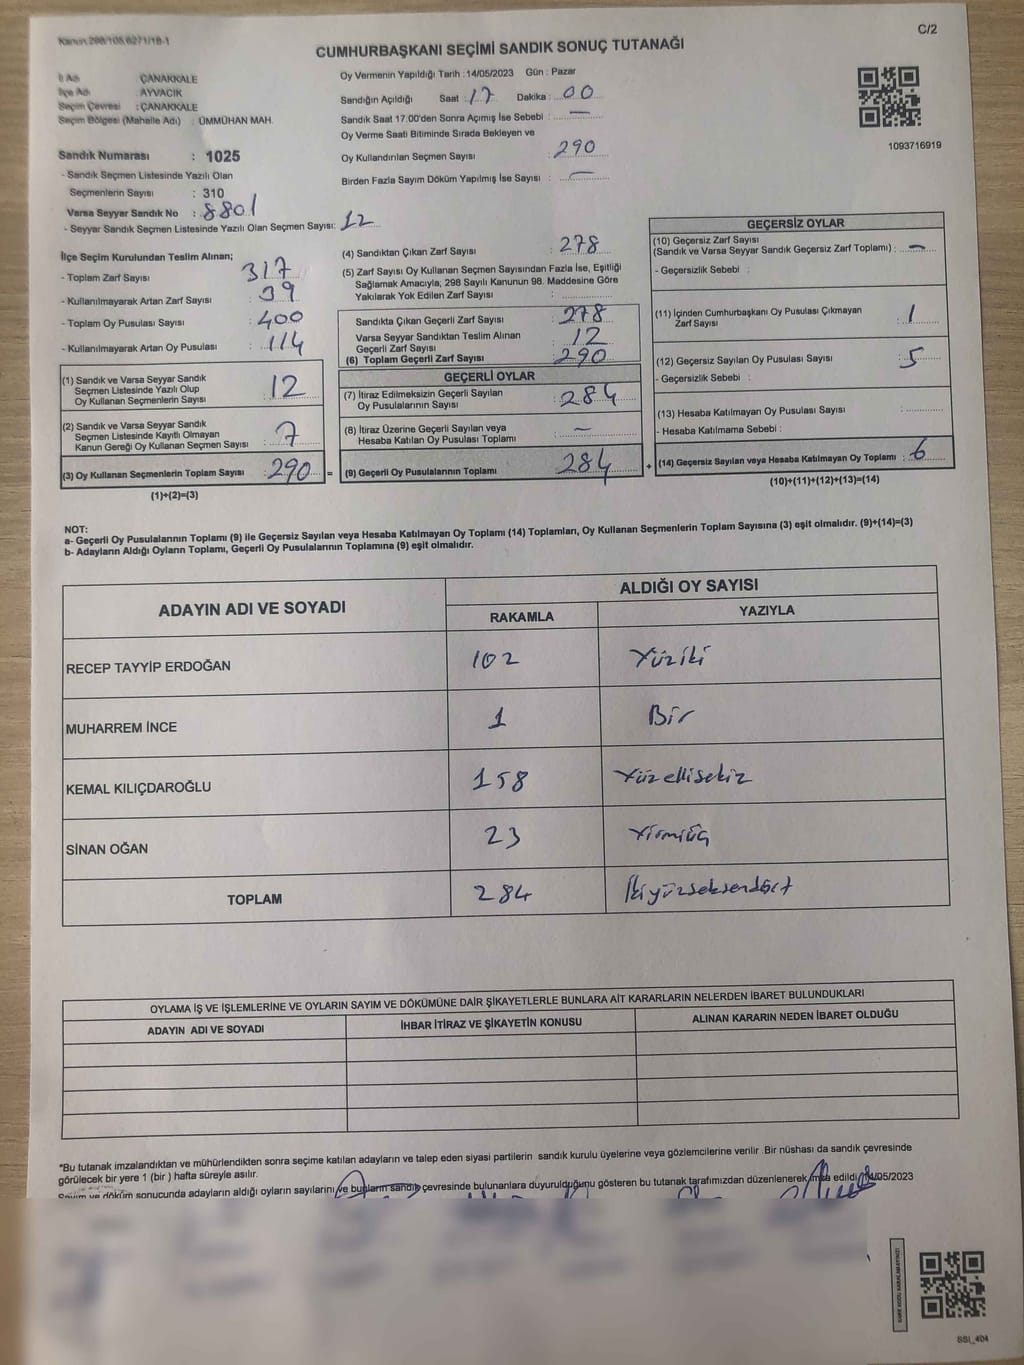 Kanun:298/105,6271/18-1
C/2
CUMHURBAŞKANI SEÇİMİ SANDIK SONUÇ TUTANAĞI
İl Adı : ÇANAKKALE
İlçe Adı : AYVACIK
Seçim Çevresi : ÇANAKKALE
Seçim Bölgesi (Mahalle Adı) : ÜMMÜHAN MAH.
Sandık Numarası : 1025
- Sandık Seçmen Listesinde Yazılı Olan
Seçmenlerin Sayısı : 310
Varsa Seyyar Sandık No : 8801
- Seyyar Sandık Seçmen Listesinde Yazılı Olan Seçmen Sayısı: 12
Oy Vermenin Yapıldığı Tarih :14/05/2023 Gün : Pazar
Sandığın Açıldığı Saat : 17 Dakika : 00
Sandık Saat 17.00'den Sonra Açımış İse Sebebi : —
Oy Verme Saati Bitiminde Sırada Bekleyen ve
Oy Kullandırılan Seçmen Sayısı : 290
Birden Fazla Sayım Döküm Yapılmış İse Sayısı : —
1093716919
İlçe Seçim Kurulundan Teslim Alınan;
- Toplam Zarf Sayısı : 317
- Kullanılmayarak Artan Zarf Sayısı : 39
- Toplam Oy Pusulası Sayısı : 400
- Kullanılmayarak Artan Oy Pusulası : 114
(1) Sandık ve Varsa Seyyar Sandık
Seçmen Listesinde Yazılı Olup
Oy Kullanan Seçmenlerin Sayısı : 12
(2) Sandık ve Varsa Seyyar Sandık
Seçmen Listesinde Kayıtlı Olmayan
Kanun Gereği Oy Kullanan Seçmen Sayısı : 7
(3) Oy Kullanan Seçmenlerin Toplam Sayısı : 290 =
(1)+(2)=(3)
(4) Sandıktan Çıkan Zarf Sayısı : 278
(5) Zarf Sayısı Oy Kullanan Seçmen Sayısından Fazla İse, Eşitliği
Sağlamak Amacıyla, 298 Sayılı Kanunun 98. Maddesine Göre
Yakılarak Yok Edilen Zarf Sayısı :
Sandıkta Çıkan Geçerli Zarf Sayısı : 278
Varsa Seyyar Sandıktan Teslim Alınan
Geçerli Zarf Sayısı : 12
(6) Toplam Geçerli Zarf Sayısı : 290
GEÇERLİ OYLAR
(7) İtiraz Edilmeksizin Geçerli Sayılan
Oy Pusulalarının Sayısı : 284
(8) İtiraz Üzerine Geçerli Sayılan veya
Hesaba Katılan Oy Pusulası Toplamı : —
(9) Geçerli Oy Pusulalarının Toplamı : 284 +
GEÇERSİZ OYLAR
(10) Geçersiz Zarf Sayısı
(Sandık ve Varsa Seyyar Sandık Geçersiz Zarf Toplamı) : —
- Geçersizlik Sebebi :
(11) İçinden Cumhurbaşkanı Oy Pusulası Çıkmayan
Zarf Sayısı : 1
(12) Geçersiz Sayılan Oy Pusulası Sayısı : 5
- Geçersizlik Sebebi :
(13) Hesaba Katılmayan Oy Pusulası Sayısı :
- Hesaba Katılmama Sebebi :
(14) Geçersiz Sayılan veya Hesaba Katılmayan Oy Toplamı : 6
(10)+(11)+(12)+(13)=(14)
NOT:
a- Geçerli Oy Pusulalarının Toplamı (9) ile Geçersiz Sayılan veya Hesaba Katılmayan Oy Toplamı (14) Toplamları, Oy Kullanan Seçmenlerin Toplam Sayısına (3) eşit olmalıdır. (9)+(14)=(3)
b- Adayların Aldığı Oyların Toplamı, Geçerli Oy Pusulalarının Toplamına (9) eşit olmalıdır.
ADAYIN ADI VE SOYADI
ALDIĞI OY SAYISI
RAKAMLA YAZIYLA
RECEP TAYYİP ERDOĞAN 102 Yüziki
MUHARREM İNCE 1 Bir
KEMAL KILIÇDAROĞLU 158 Yüzellisekiz
SİNAN OĞAN 23 Yirmiüç
TOPLAM 284 İkiyüzseksendört
OYLAMA İŞ VE İŞLEMLERİNE VE OYLARIN SAYIM VE DÖKÜMÜNE DAİR ŞİKAYETLERLE BUNLARA AİT KARARLARIN NELERDEN İBARET BULUNDUKLARI
ADAYIN ADI VE SOYADI İHBAR İTİRAZ VE ŞİKAYETİN KONUSU ALINAN KARARIN NEDEN İBARET OLDUĞU
*Bu tutanak imzalandıktan ve mühürlendikten sonra seçime katılan adayların ve talep eden siyasi partilerin sandık kurulu üyelerine veya gözlemcilerine verilir .Bir nüshası da sandık çevresinde
görülecek bir yere 1 (bir ) hafta süreyle asılır.
Sayım ve döküm sonucunda adayların aldığı oyların sayılarını ve bunların sandık çevresinde bulunanlara duyurulduğunu gösteren bu tutanak tarafımızdan düzenlenerek imza edildi. 14/05/2023
KARE KODU KARALAMAYINIZ!
SSI_404